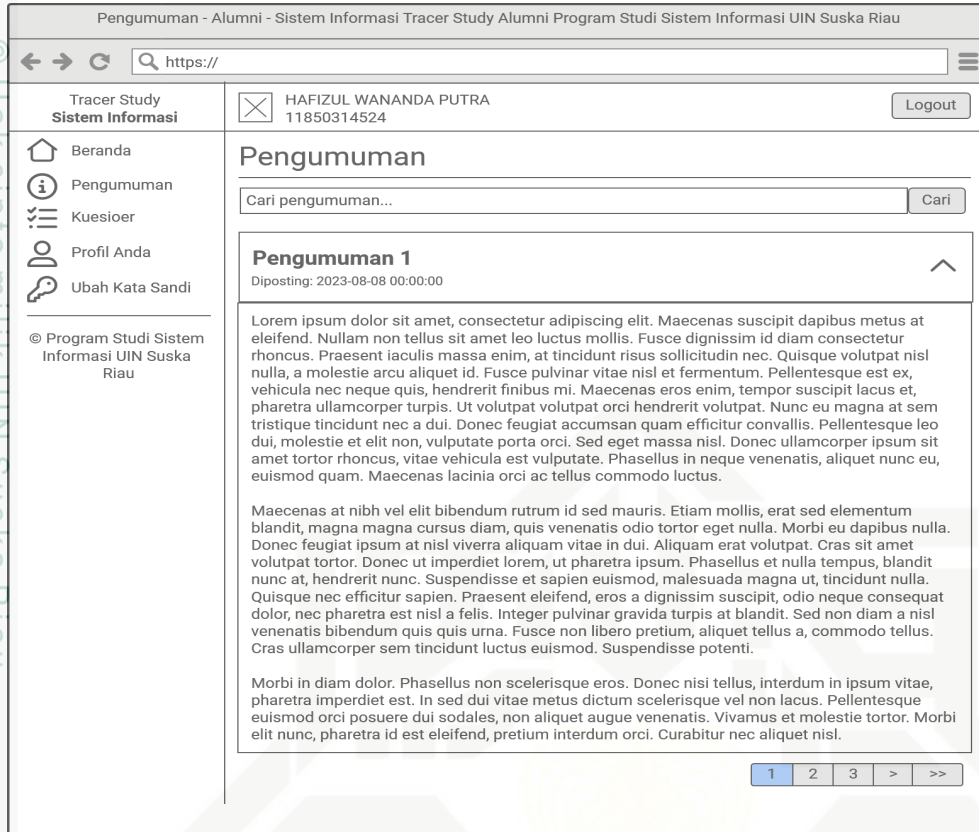 Pengumuman - Alumni - Sistem Informasi Tracer Study Alumni Program Studi Sistem Informasi UIN Suska Riau
https://
Tracer Study
Sistem Informasi
HAFIZUL WANANDA PUTRA
11850314524
Logout
Beranda
Pengumuman
Kuesioer
Profil Anda
Ubah Kata Sandi
© Program Studi Sistem
Informasi UIN Suska
Riau
Pengumuman
Cari pengumuman...
Cari
Pengumuman 1
Diposting: 2023-08-08 00:00:00
Lorem ipsum dolor sit amet, consectetur adipiscing elit. Maecenas suscipit dapibus metus at
eleifend. Nullam non tellus sit amet leo luctus mollis. Fusce dignissim id diam consectetur
rhoncus. Praesent iaculis massa enim, at tincidunt risus sollicitudin nec. Quisque volutpat nisl
nulla, a molestie arcu aliquet id. Fusce pulvinar vitae nisl et fermentum. Pellentesque est ex,
vehicula nec neque quis, hendrerit finibus mi. Maecenas eros enim, tempor suscipit lacus et,
pharetra ullamcorper turpis. Ut volutpat volutpat orci hendrerit volutpat. Nunc eu magna at sem
tristique tincidunt nec a dui. Donec feugiat accumsan quam efficitur convallis. Pellentesque leo
dui, molestie et elit non, vulputate porta orci. Sed eget massa nisl. Donec ullamcorper ipsum sit
amet tortor rhoncus, vitae vehicula est vulputate. Phasellus in neque venenatis, aliquet nunc eu,
euismod quam. Maecenas lacinia orci ac tellus commodo luctus.
Maecenas at nibh vel elit bibendum rutrum id sed mauris. Etiam mollis, erat sed elementum
blandit, magna magna cursus diam, quis venenatis odio tortor eget nulla. Morbi eu dapibus nulla.
Donec feugiat ipsum at nisl viverra aliquam vitae in dui. Aliquam erat volutpat. Cras sit amet
volutpat tortor. Donec ut imperdiet lorem, ut pharetra ipsum. Phasellus et nulla tempus, blandit
nunc at, hendrerit nunc. Suspendisse et sapien euismod, malesuada magna ut, tincidunt nulla.
Quisque nec efficitur sapien. Praesent eleifend, eros a dignissim suscipit, odio neque consequat
dolor, nec pharetra est nisl a felis. Integer pulvinar gravida turpis at blandit. Sed non diam a nisl
venenatis bibendum quis quis urna. Fusce non libero pretium, aliquet tellus a, commodo tellus.
Cras ullamcorper sem tincidunt luctus euismod. Suspendisse potenti.
Morbi in diam dolor. Phasellus non scelerisque eros. Donec nisi tellus, interdum in ipsum vitae,
pharetra imperdiet est. In sed dui vitae metus dictum scelerisque vel non lacus. Pellentesque
euismod orci posuere dui sodales, non aliquet augue venenatis. Vivamus et molestie tortor. Morbi
elit nunc, pharetra id est eleifend, pretium interdum orci. Curabitur nec aliquet nisl.
1 2 3 > >>